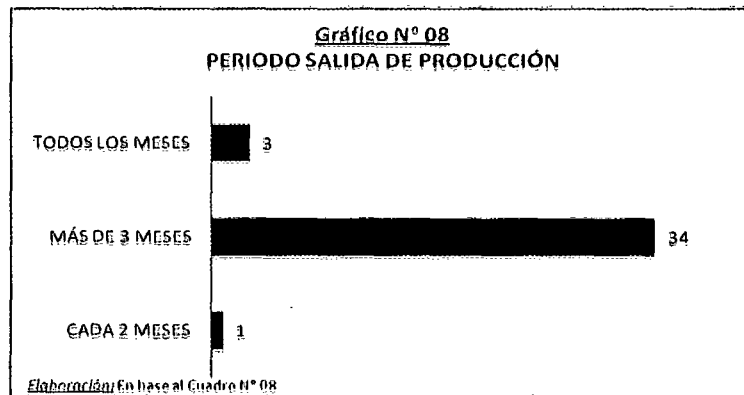 Gráfico Nº 08
PERIODO SALIDA DE PRODUCCIÓN
TODOS LOS MESES 3
MÁS DE 3 MESES 34
CADA 2 MESES 1
Elaboración: En base al Cuadro N° 08